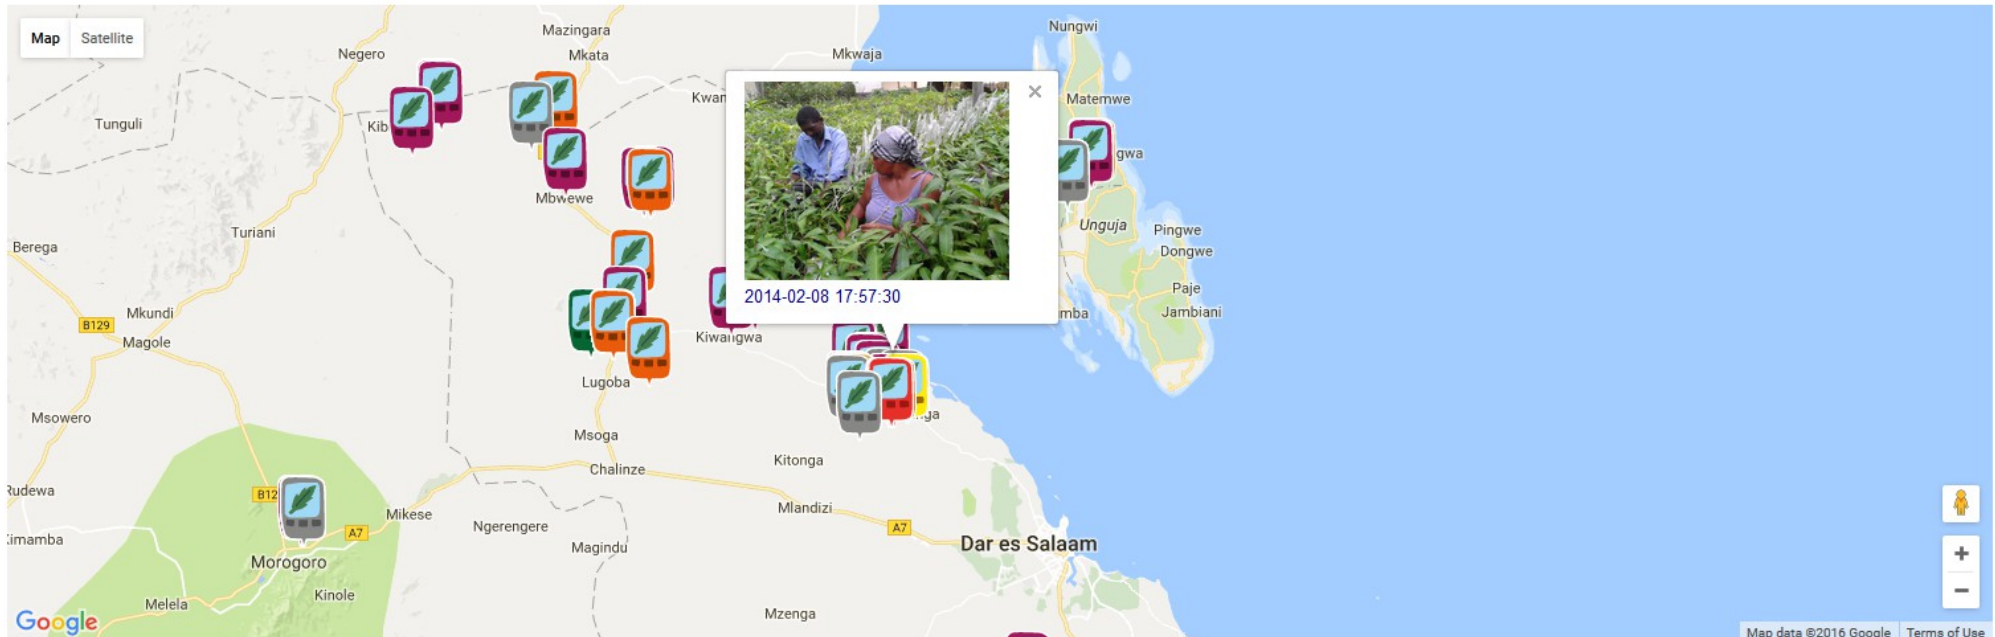 Map Satellite
Mazingara
Nungwi
Negero
Mkata
Mkwaja
Kwan
Matemwe
Tunguli
Kib
gwa
Mbwewe
Unguja
Pingwe
Turiani
Berega
Dongwe
2014-02-08 17:57:30
Paje
Mkundi
mba
Jambiani
B129
Magole
Kiwangwa
Lugoba
Msowero
ga
Msoga
Kitonga
Chalinze
Rudewa
B12
Mlandizi
Mikese
Ngerengere
A7
A7
Kimamba
Magindu
Dar es Salaam
Morogoro
Kinole
Melela
Mzenga
Google
Map data ©2016 Google Terms of Use